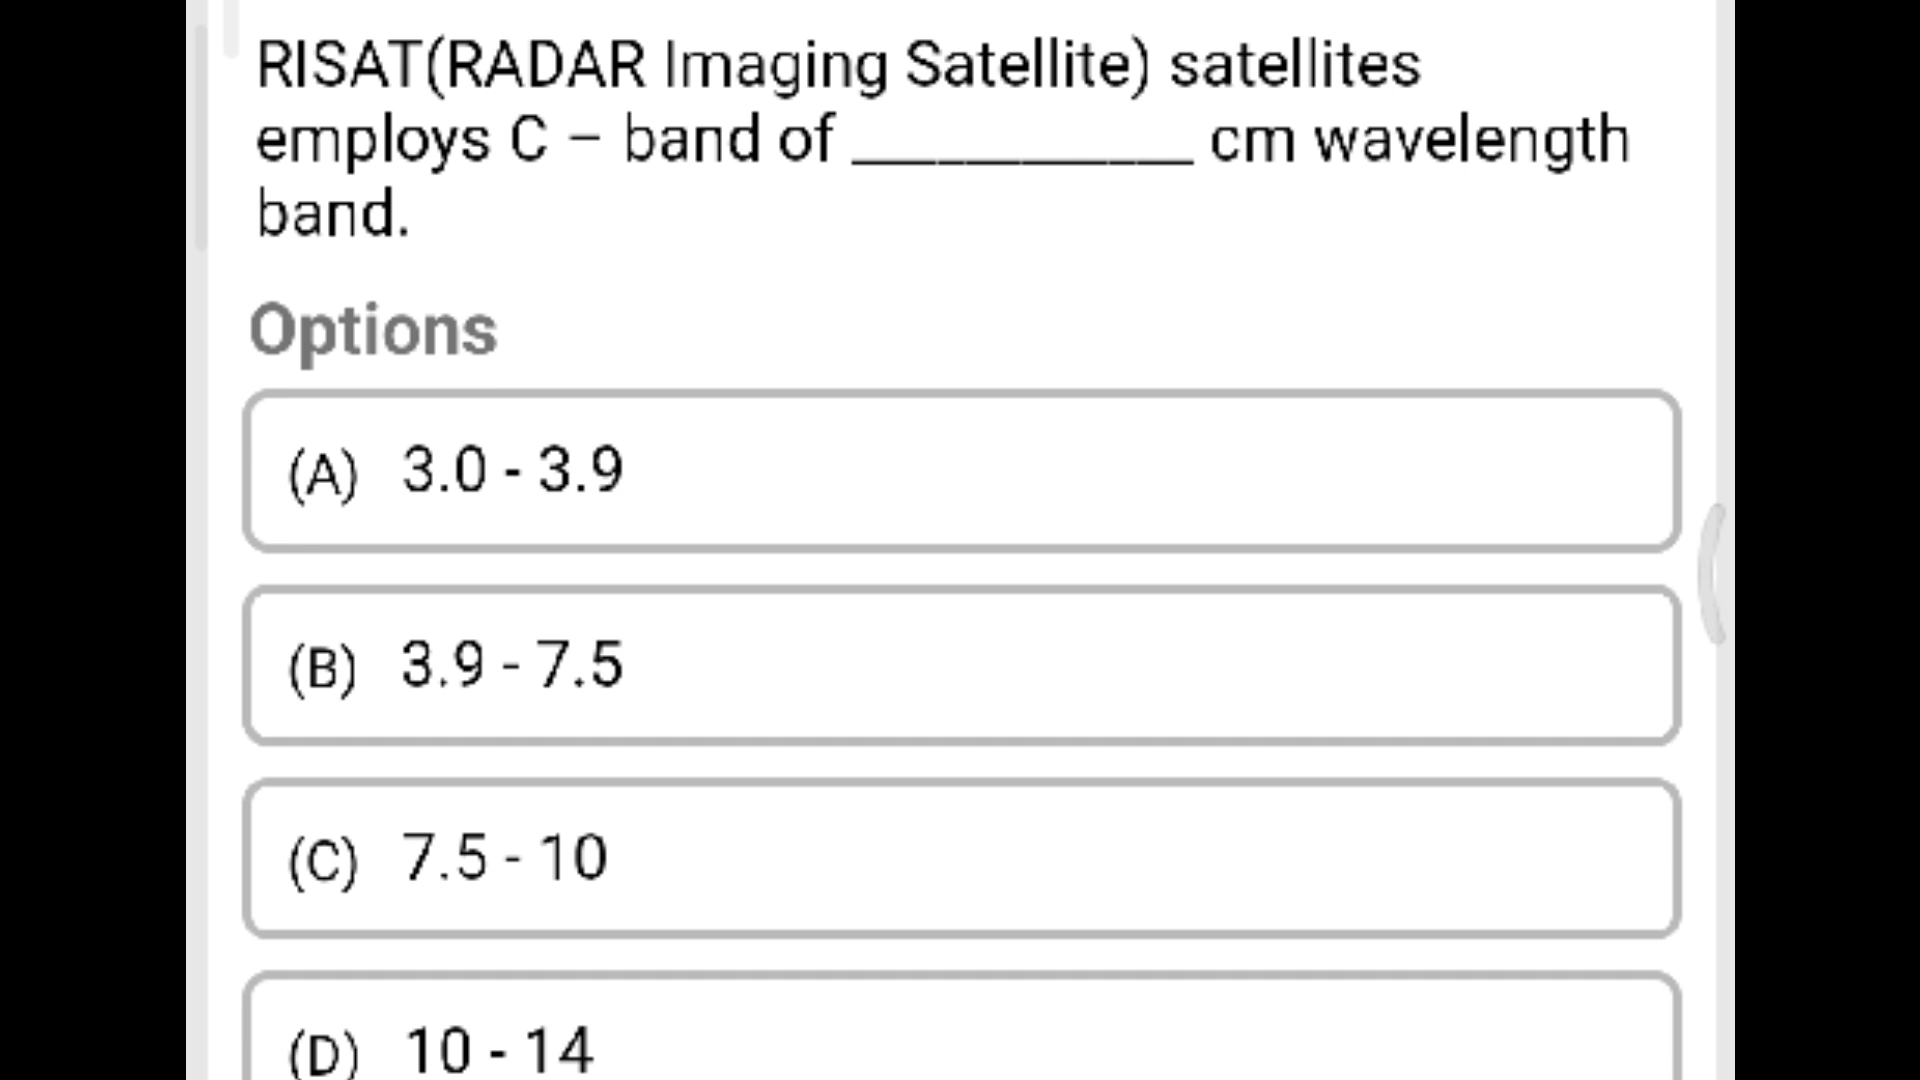 RISAT(RADAR Imaging Satellite) satellites
employs C – band of __________ cm wavelength
band.
Options
(A) 3.0 - 3.9
(B) 3.9 - 7.5
(C) 7.5 - 10
(D) 10 - 14